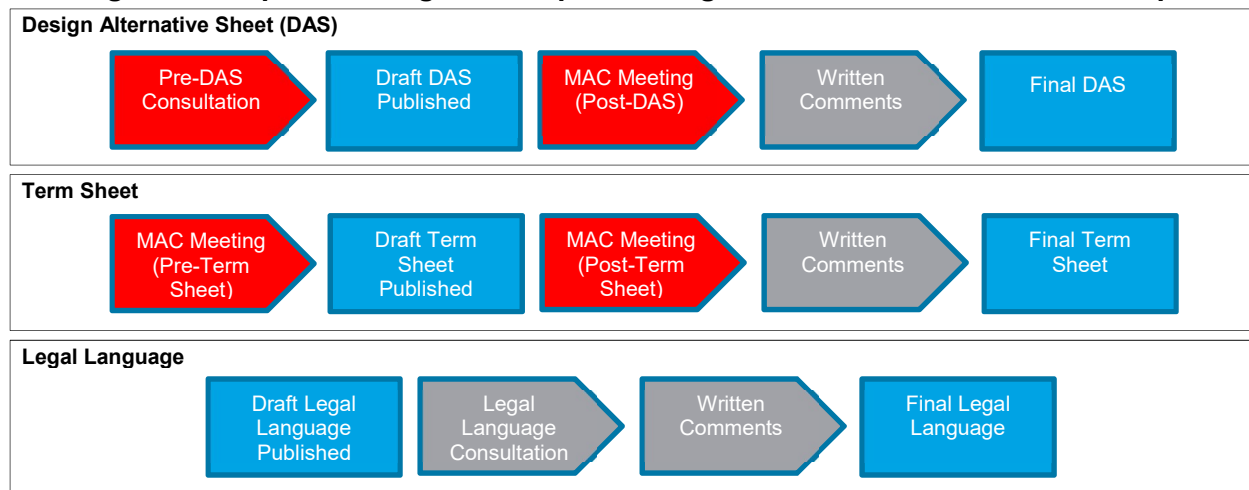 Design Alternative Sheet (DAS)
Pre-DAS
Consultation
Draft DAS
Published
MAC Meeting
(Post-DAS)
Written
Comments
Final DAS
Term Sheet
MAC Meeting
(Pre-Term
Sheet)
Draft Term
Sheet
Published
MAC Meeting
(Post-Term
Sheet)
Written
Comments
Final Term
Sheet
Legal Language
Draft Legal
Language
Published
Legal
Language
Consultation
Written
Comments
Final Legal
Language